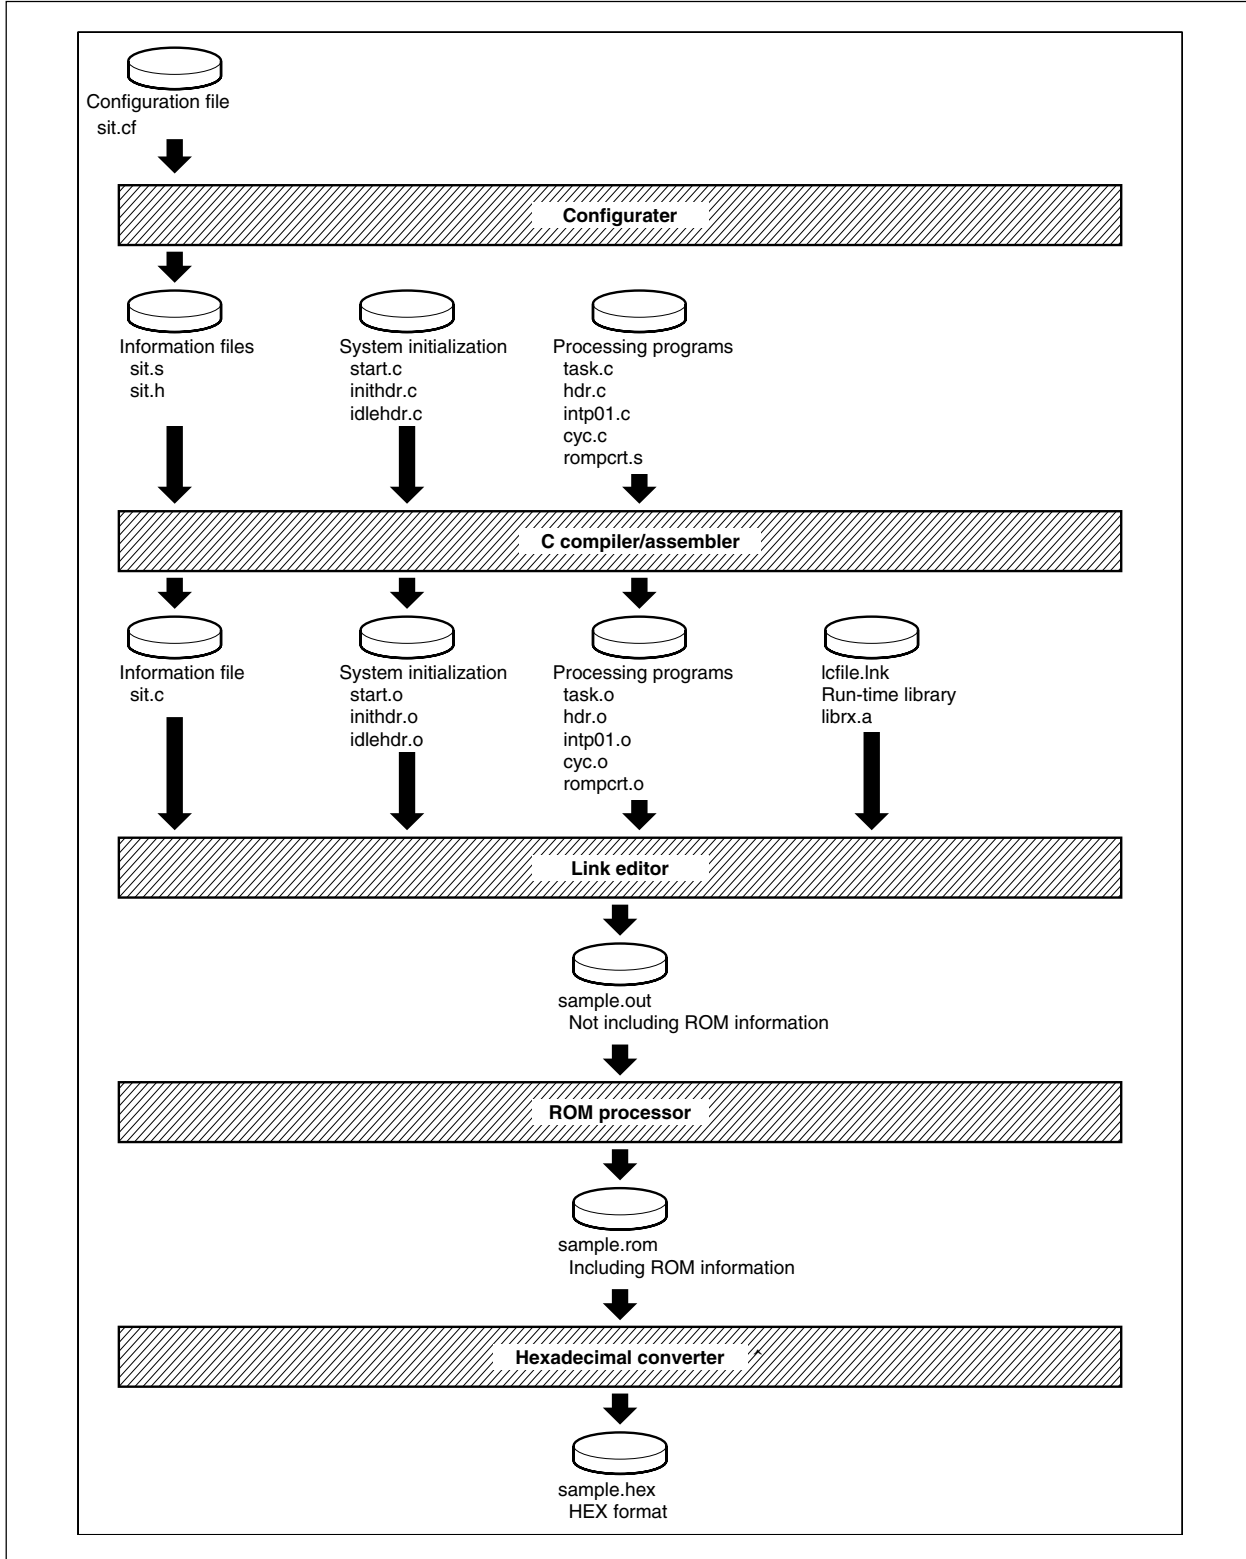 Configuration file
sit.cf
Configurater
Information files
sit.s
sit.h
System initialization
start.c
inithdr.c
idlehdr.c
Processing programs
task.c
hdr.c
intp01.c
cyc.c
rompcrt.s
C compiler/assembler
Information file
sit.c
System initialization
start.o
inithdr.o
idlehdr.o
Processing programs
task.o
hdr.o
intp01.o
cyc.o
rompcrt.o
lcfile.lnk
Run-time library
librx.a
Link editor
sample.out
Not including ROM information
ROM processor
sample.rom
Including ROM information
Hexadecimal converter ^
sample.hex
HEX format